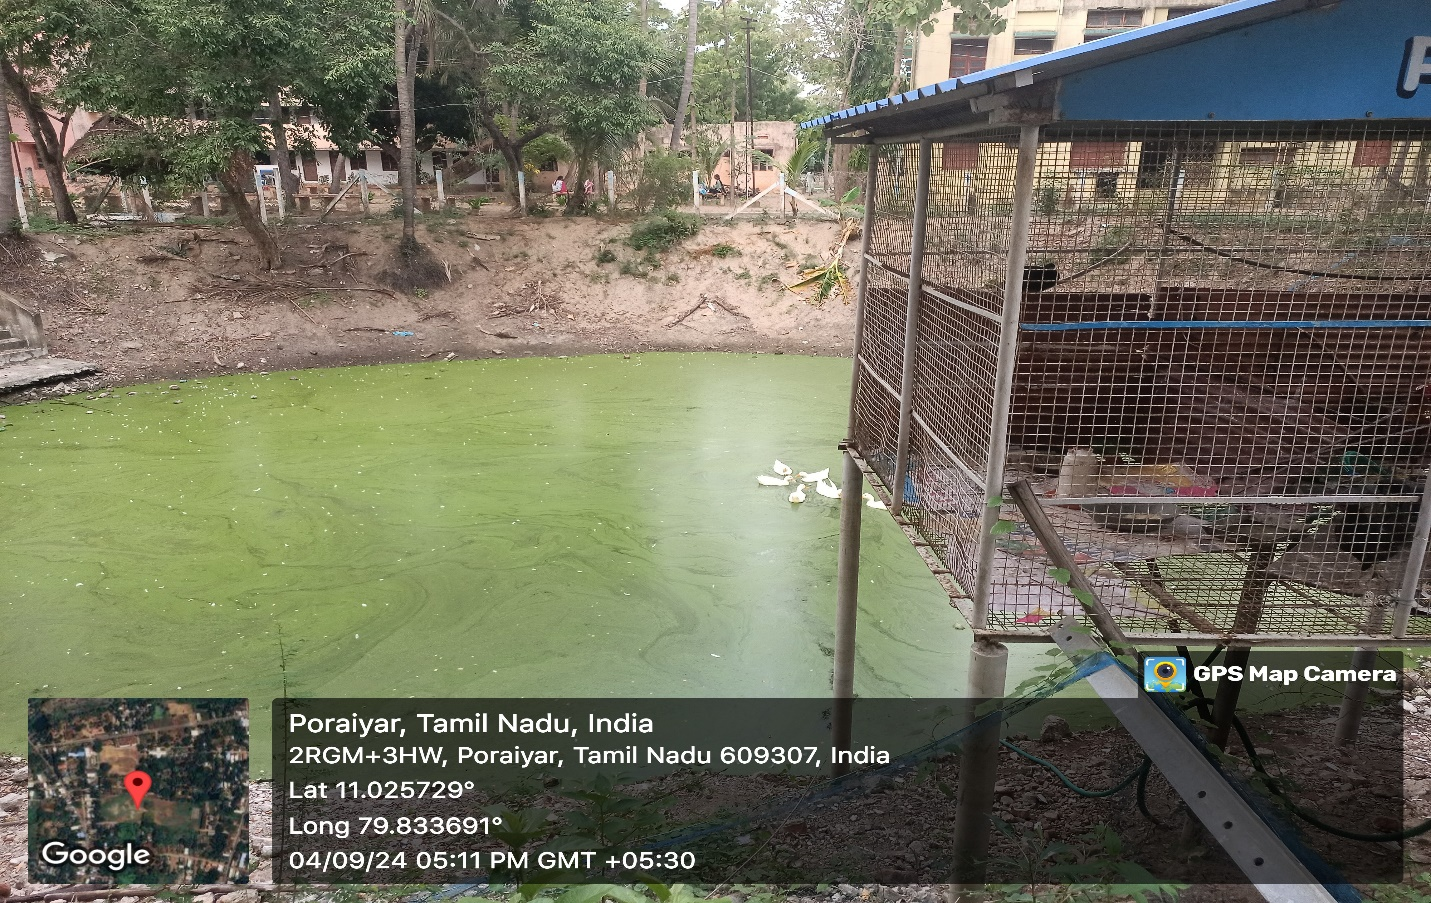 GPS Map Camera
Poraiyar, Tamil Nadu, India
2RGM+3HW, Poraiyar, Tamil Nadu 609307, India
Lat 11.025729°
Long 79.833691°
04/09/24 05:11 PM GMT +05:30
Google